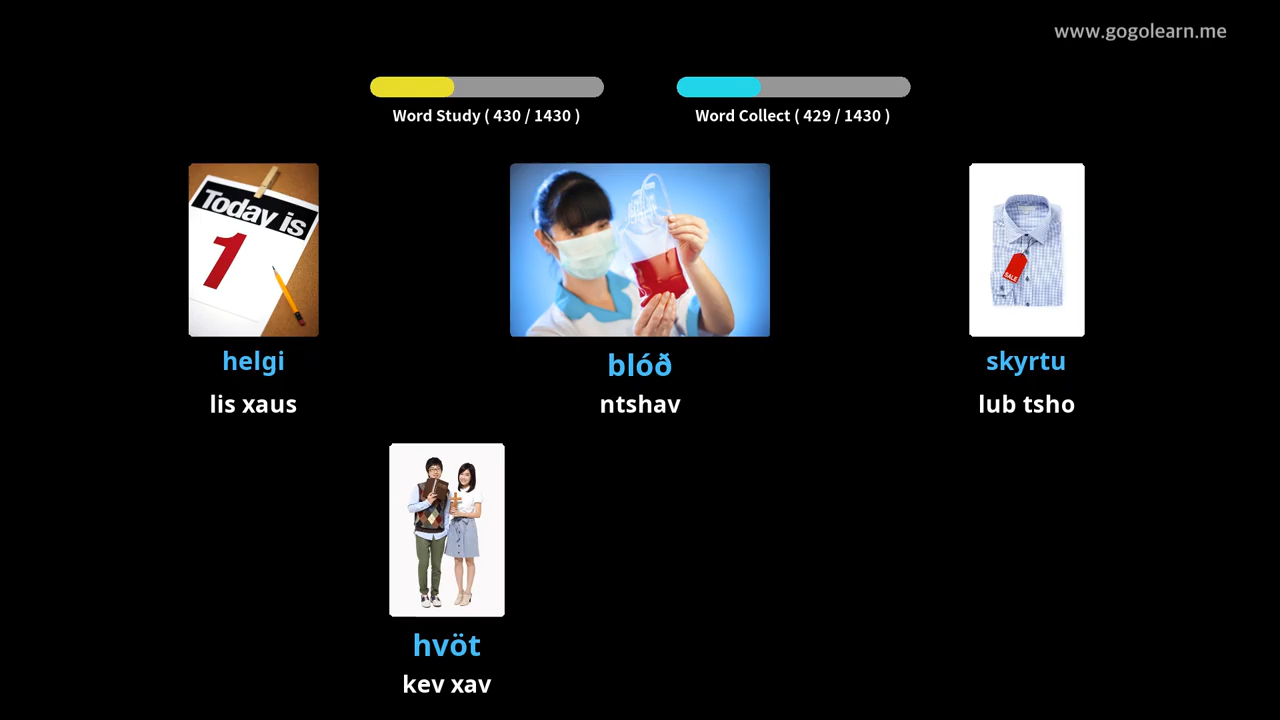 www.gogolearn.me
Word Study ( 430 / 1430 )
Word Collect ( 429 / 1430 )
Today is
1
SALE
helgi
blóð
skyrtu
lis xaus
ntshav
lub tsho
hvöt
kev xav